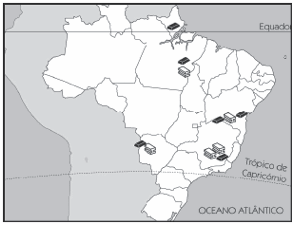 Equador
Trópico de
Capricórnio
OCEANO ATLÂNTICO